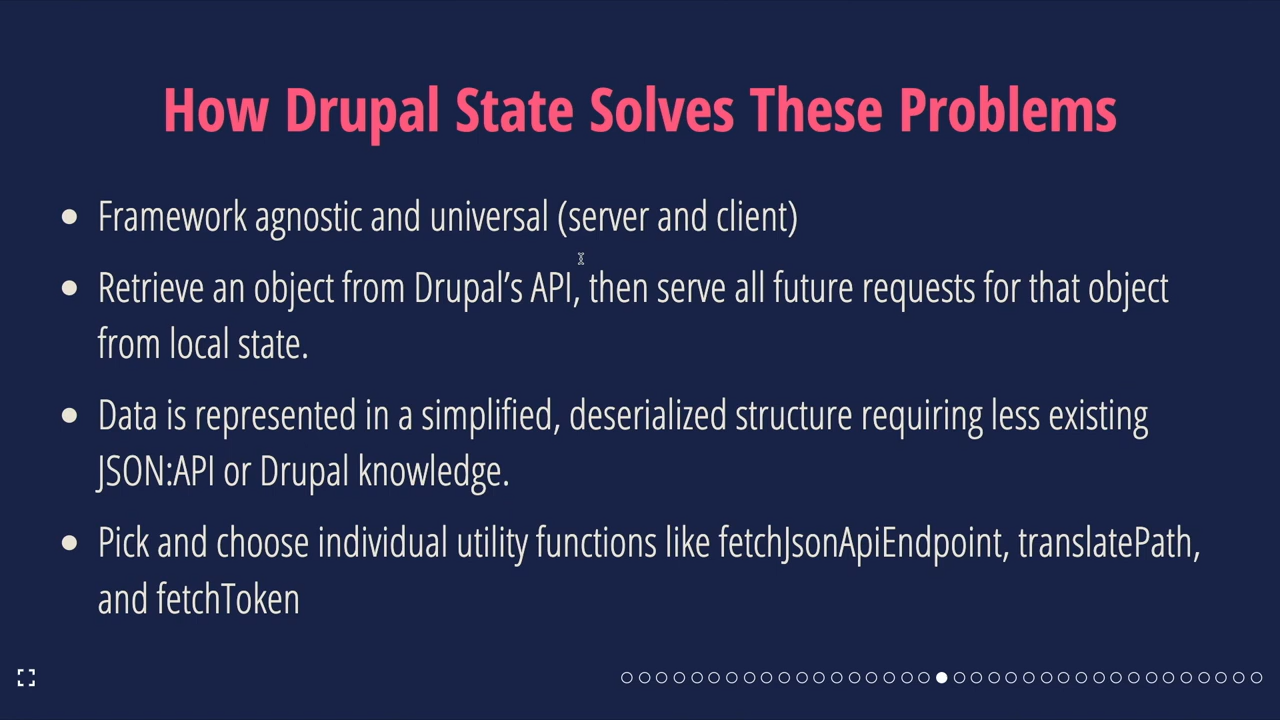 How Drupal State Solves These Problems
Framework agnostic and universal (server and client)
Retrieve an object from Drupal’s API, then serve all future requests for that object
from local state.
Data is represented in a simplified, deserialized structure requiring less existing
JSON:API or Drupal knowledge.
Pick and choose individual utility functions like fetchJsonApiEndpoint, translatePath,
and fetchToken